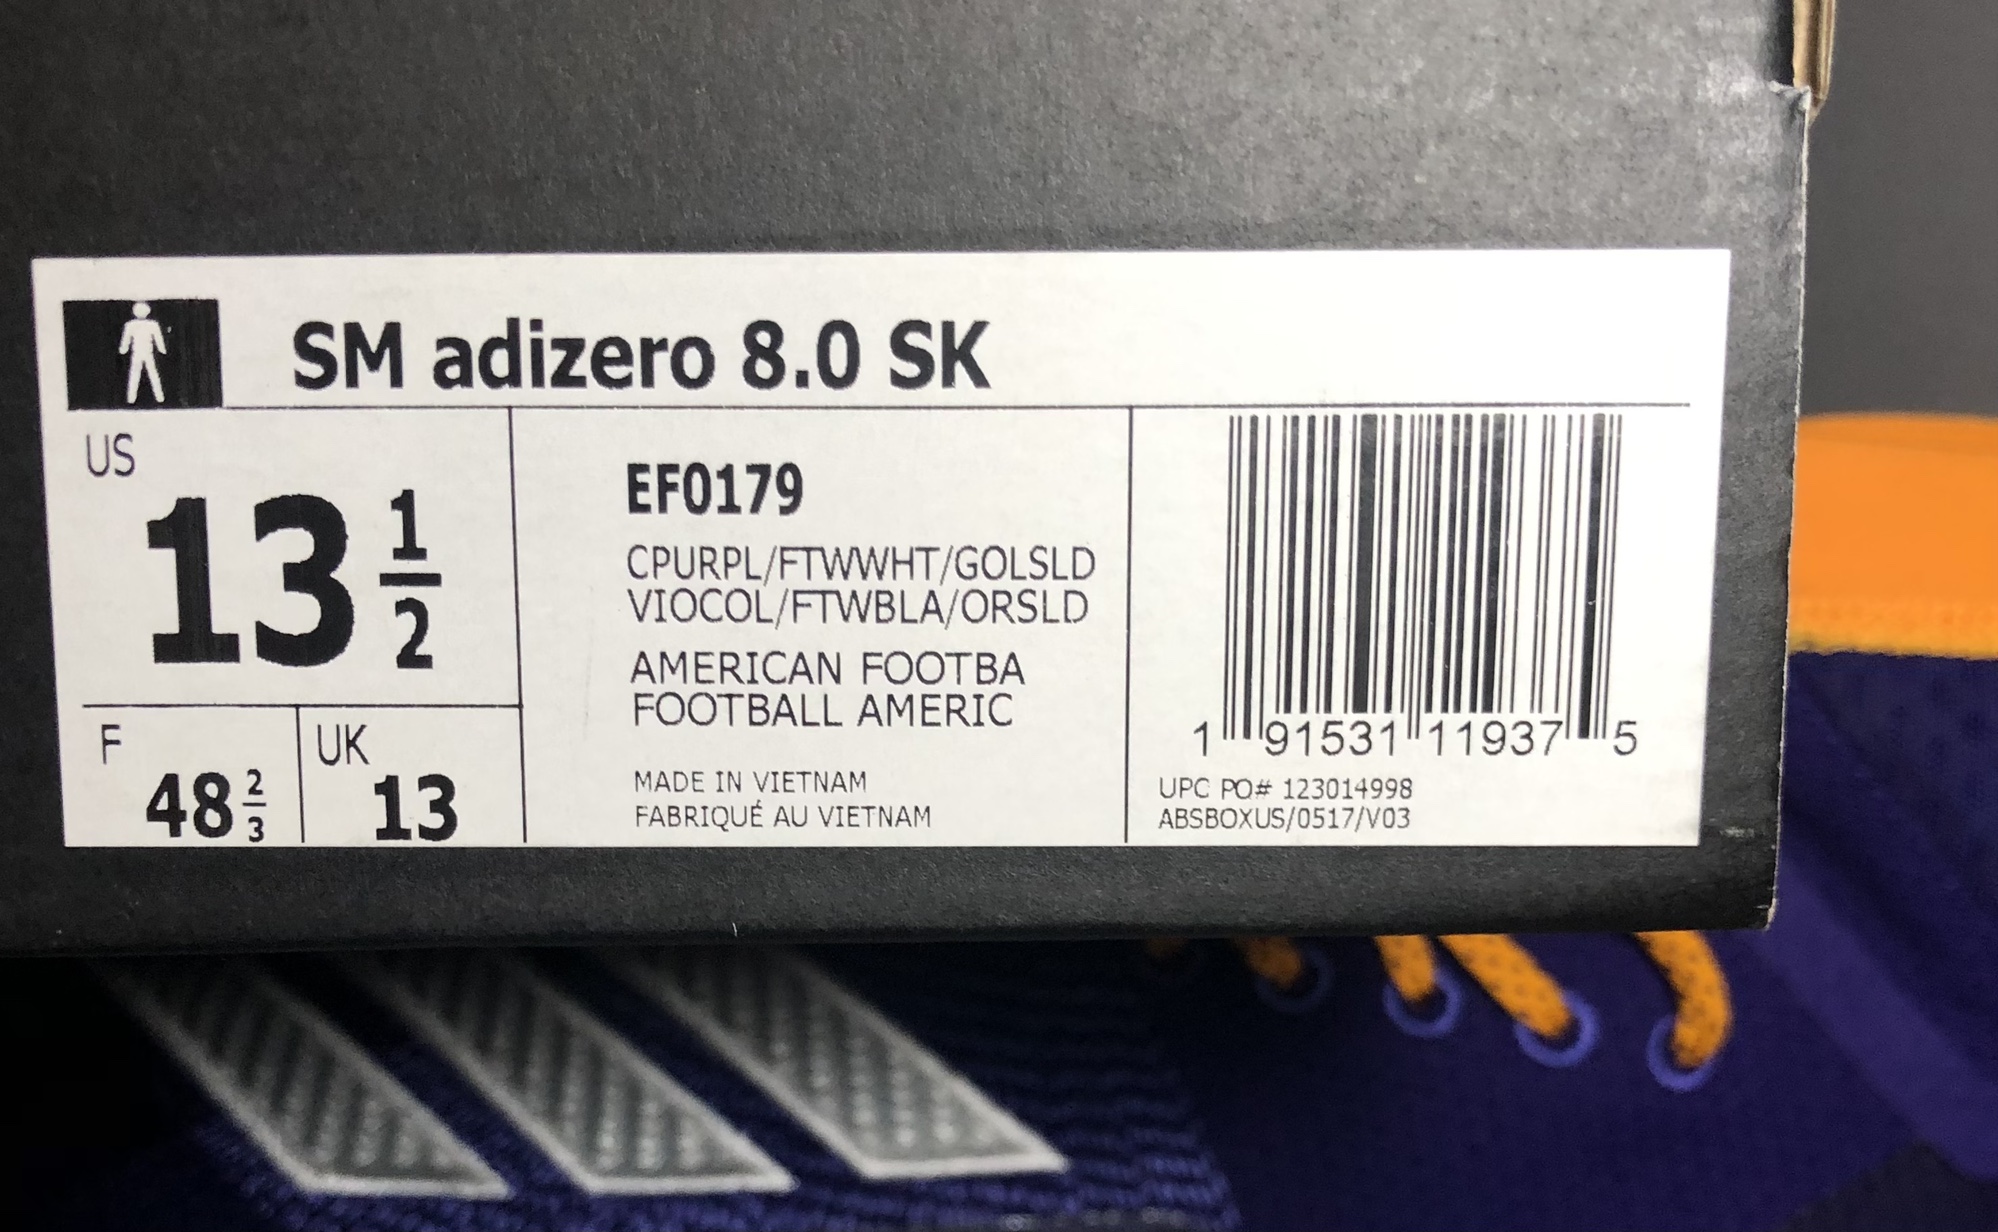 SM adizero 8.0 SK
US
13 1/2
F
48 2/3
UK
13
EF0179
CPURPL/FTWWHT/GOLSLD
VIOCOL/FTWBLA/ORSLD
AMERICAN FOOTBA
FOOTBALL AMERIC
MADE IN VIETNAM
FABRIQUÉ AU VIETNAM
1 91531 11937 5
UPC PO# 123014998
ABSBOXUS/0517/V03